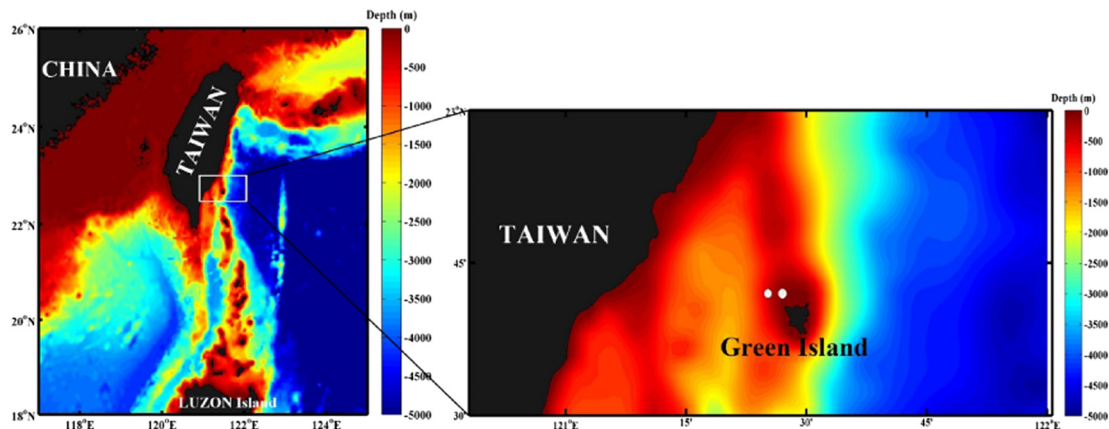 Depth (m)
26°N
24°N
22°N
20°N
18°N
118°E
120°E
122°E
124°E
CHINA
TAIWAN
LUZON Island
0
-500
-1000
-1500
-2000
-2500
-3000
-3500
-4000
-4500
-5000
Depth (m)
23°N
45'
30'
121°E
15'
30'
45'
122°E
TAIWAN
Green Island
0
-500
-1000
-1500
-2000
-2500
-3000
-3500
-4000
-4500
-5000